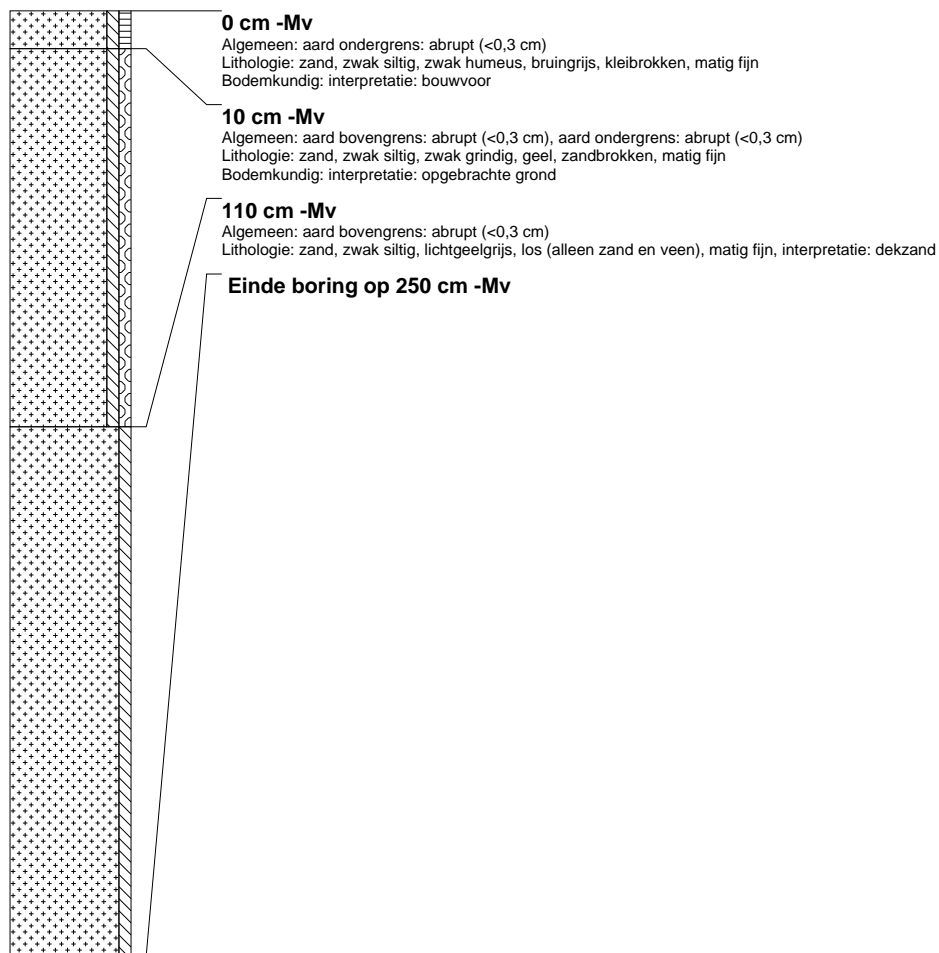 0 cm -Mv
Algemeen: aard ondergrens: abrupt (<0,3 cm)
Lithologie: zand, zwak siltig, zwak humeus, bruingrijs, kleibrokken, matig fijn
Bodemkundig: interpretatie: bouwvoor
10 cm -Mv
Algemeen: aard bovengrens: abrupt (<0,3 cm), aard ondergrens: abrupt (<0,3 cm)
Lithologie: zand, zwak siltig, zwak grindig, geel, zandbrokken, matig fijn
Bodemkundig: interpretatie: opgebrachte grond
110 cm -Mv
Algemeen: aard bovengrens: abrupt (<0,3 cm)
Lithologie: zand, zwak siltig, lichtgeelgrijs, los (alleen zand en veen), matig fijn, interpretatie: dekzand
Einde boring op 250 cm -Mv